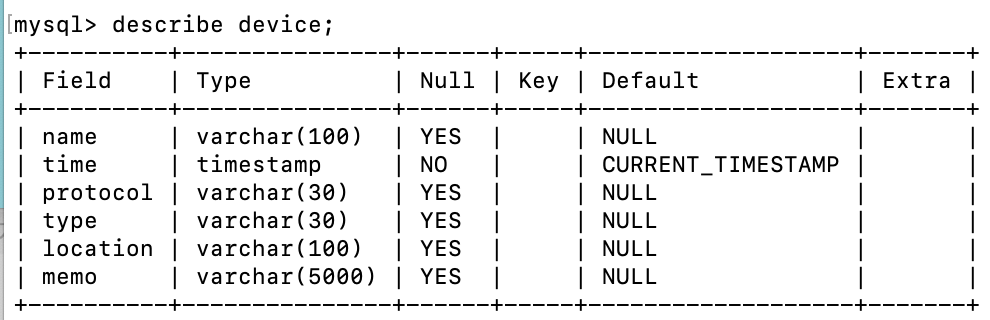 [mysql> describe device;
+----------+---------------+------+-----+-------------------+-------+
| Field    | Type          | Null | Key | Default           | Extra |
+----------+---------------+------+-----+-------------------+-------+
| name     | varchar(100)  | YES  |     | NULL              |       |
| time     | timestamp     | NO   |     | CURRENT_TIMESTAMP |       |
| protocol | varchar(30)   | YES  |     | NULL              |       |
| type     | varchar(30)   | YES  |     | NULL              |       |
| location | varchar(100)  | YES  |     | NULL              |       |
| memo     | varchar(5000) | YES  |     | NULL              |       |
+----------+---------------+------+-----+-------------------+-------+